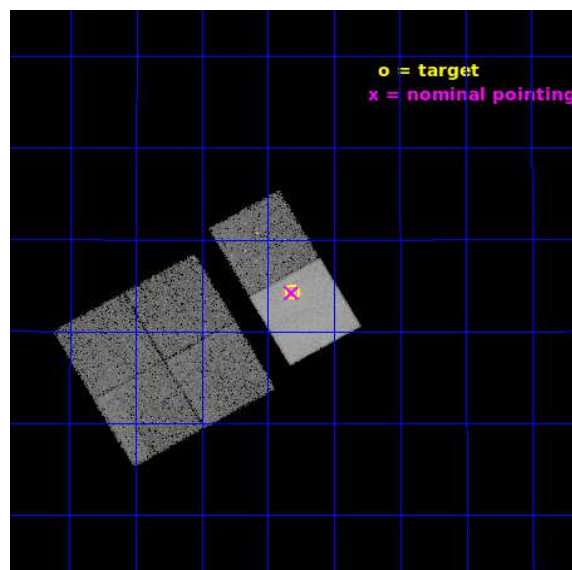 o = target
x = nominal pointing